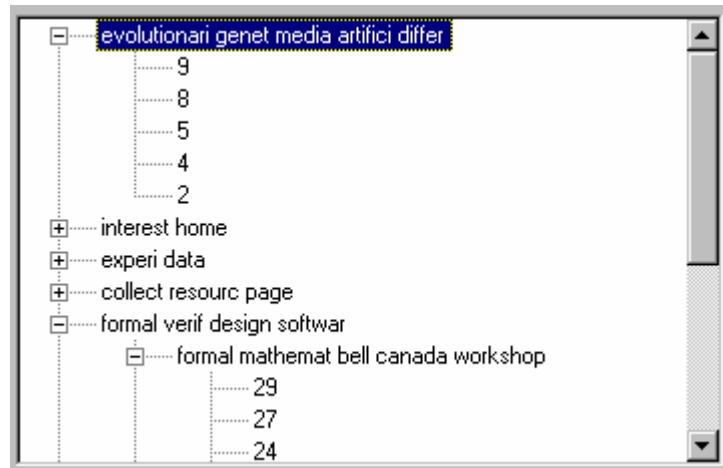 evolutionari genet media artifici differ
9
8
5
4
2
interest home
experi data
collect resourc page
formal verif design softwar
formal mathemat bell canada workshop
29
27
24